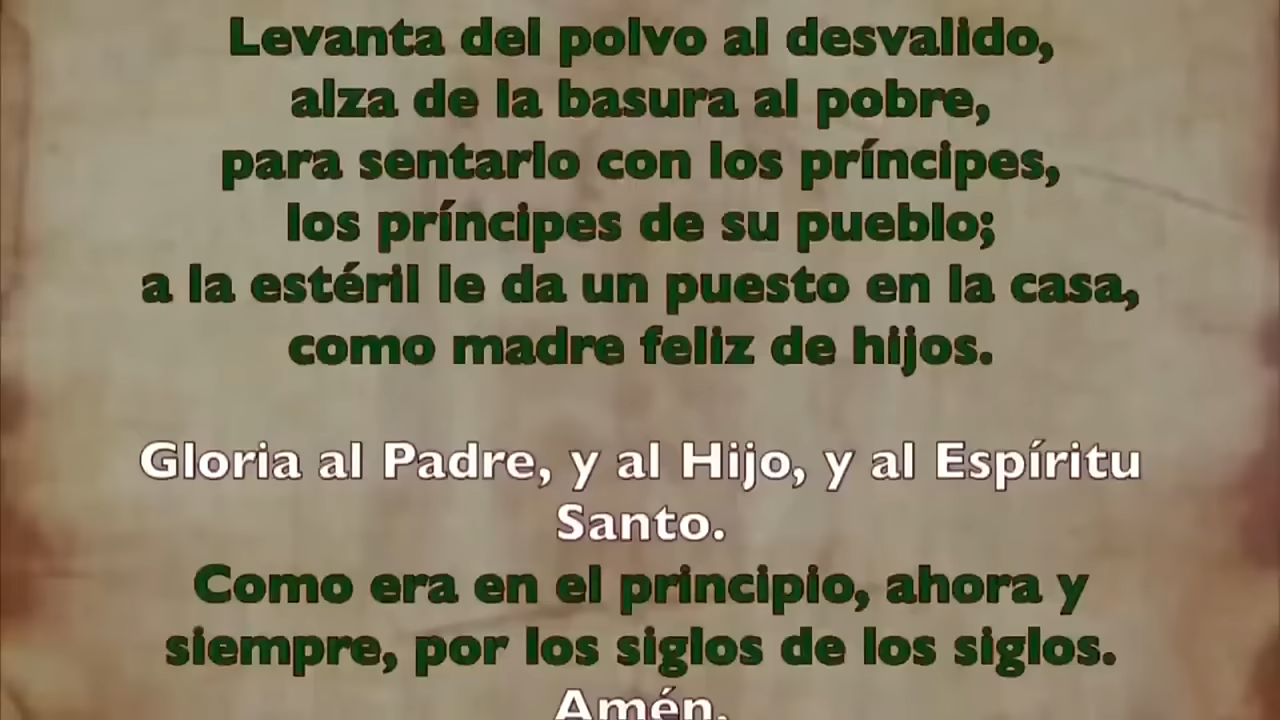 Levanta del polvo al desvalido,
alza de la basura al pobre,
para sentarlo con los príncipes,
los príncipes de su pueblo;
a la estéril le da un puesto en la casa,
como madre feliz de hijos.
Gloria al Padre, y al Hijo, y al Espíritu
Santo.
Como era en el principio, ahora y
siempre, por los siglos de los siglos.
Amén.